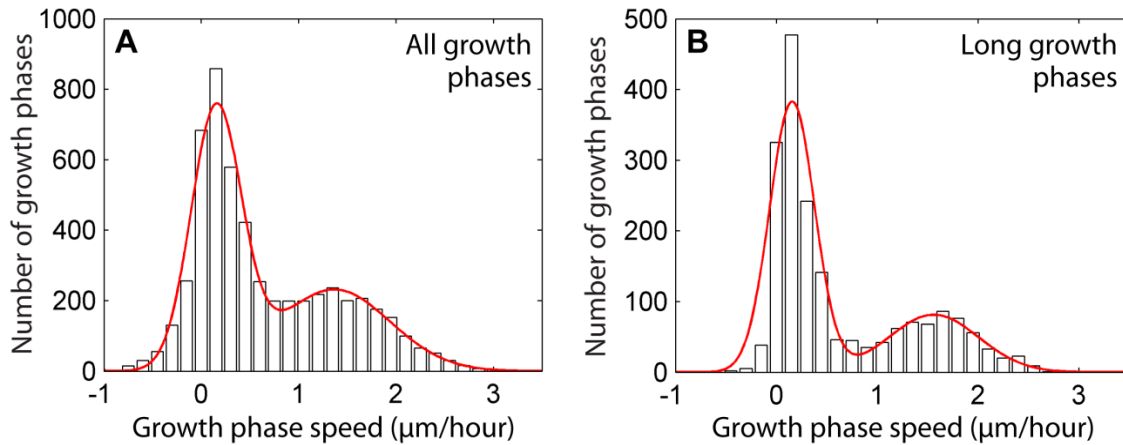 A
All growth
phases
Number of growth phases
1000
800
600
400
200
0
-1
0
1
2
3
Growth phase speed (µm/hour)
B
Long growth
phases
Number of growth phases
500
400
300
200
100
0
-1
0
1
2
3
Growth phase speed (µm/hour)